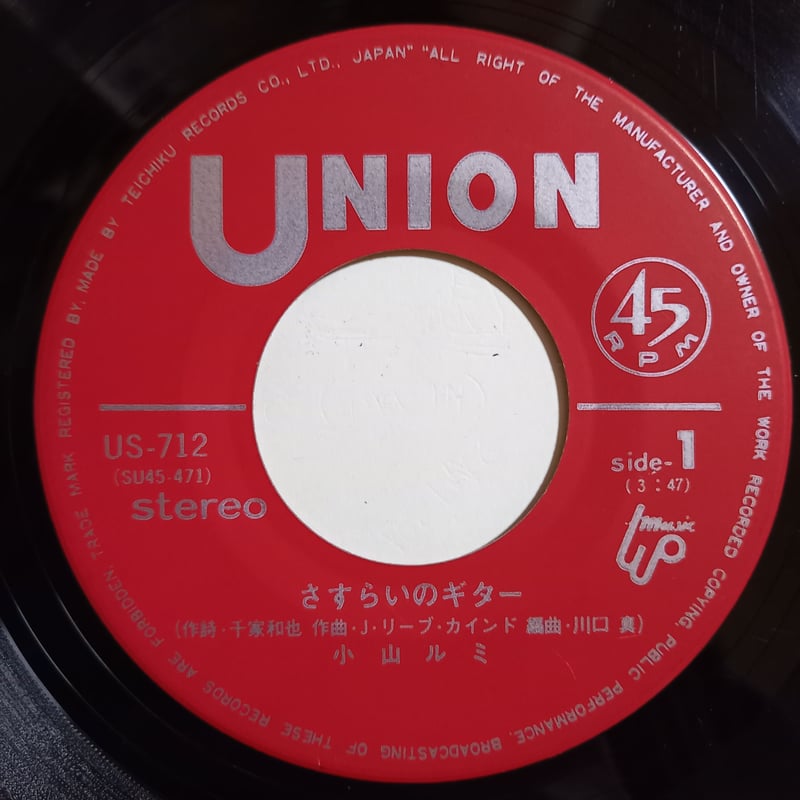 TRADE MARK REGISTERED BY, MADE BY TEICHIKU RECORDS CO., LTD., JAPAN" "ALL RIGHT OF THE MANUFACTURER AND OWNER OF THE WORK RECORDED COPYING, PUBLIC PERFORMANCE, BROADCASTING OF THESE RECORDS ARE FORBIDDEN,
UNION
45
RPM
US-712
(SU45-471)
stereo
side-1
(3:47)
music
さすらいのギター
(作詩・千家和也 作曲・J・リーブ・カインド 編曲・川口 真)
小山ルミ